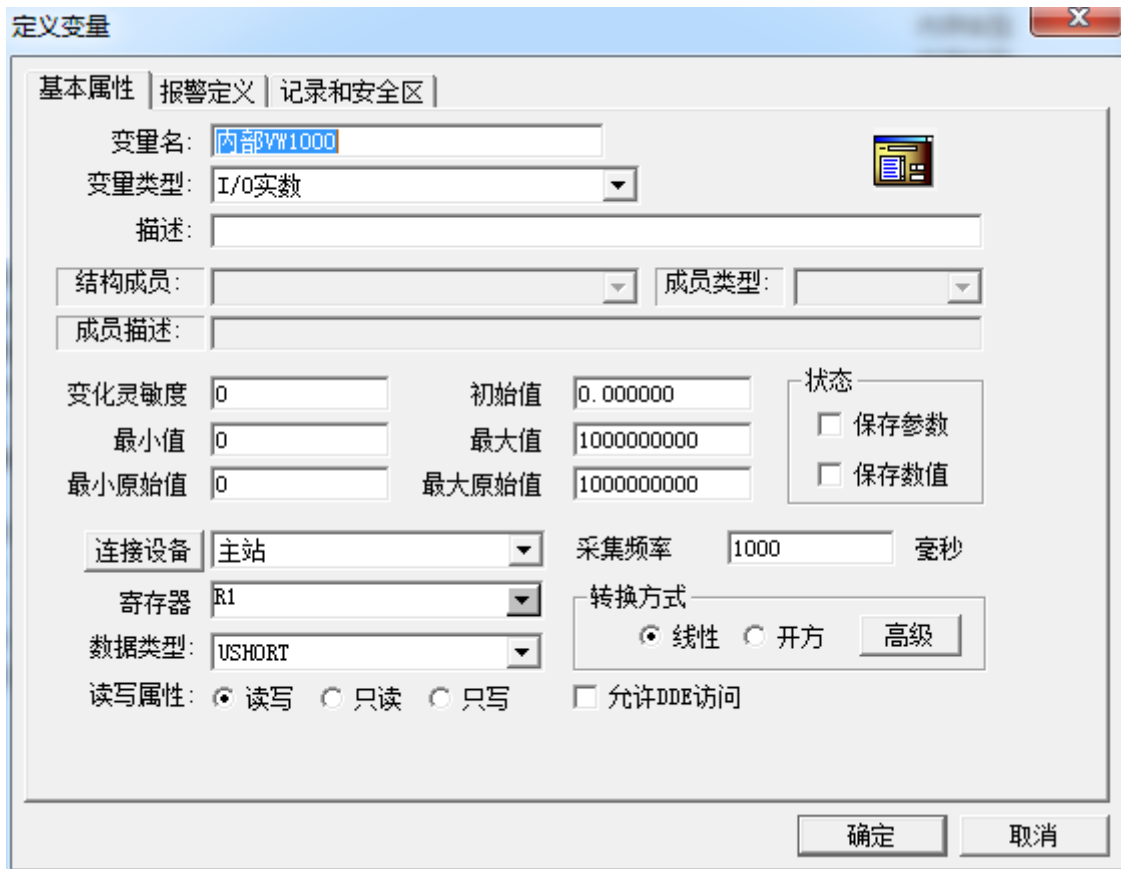 定义变量
基本属性 报警定义 记录和安全区
变量名: 内部VW1000
变量类型: I/O实数
描述:
结构成员: 成员类型:
成员描述:
变化灵敏度 0 初始值 0.000000 状态
最小值 0 最大值 1000000000 保存参数
最小原始值 0 最大原始值 1000000000 保存数值
连接设备 主站 采集频率 1000 毫秒
寄存器 R1 转换方式
线性 开方 高级
数据类型: USHORT
读写属性: 读写 只读 只写 允许DDE访问
确定 取消